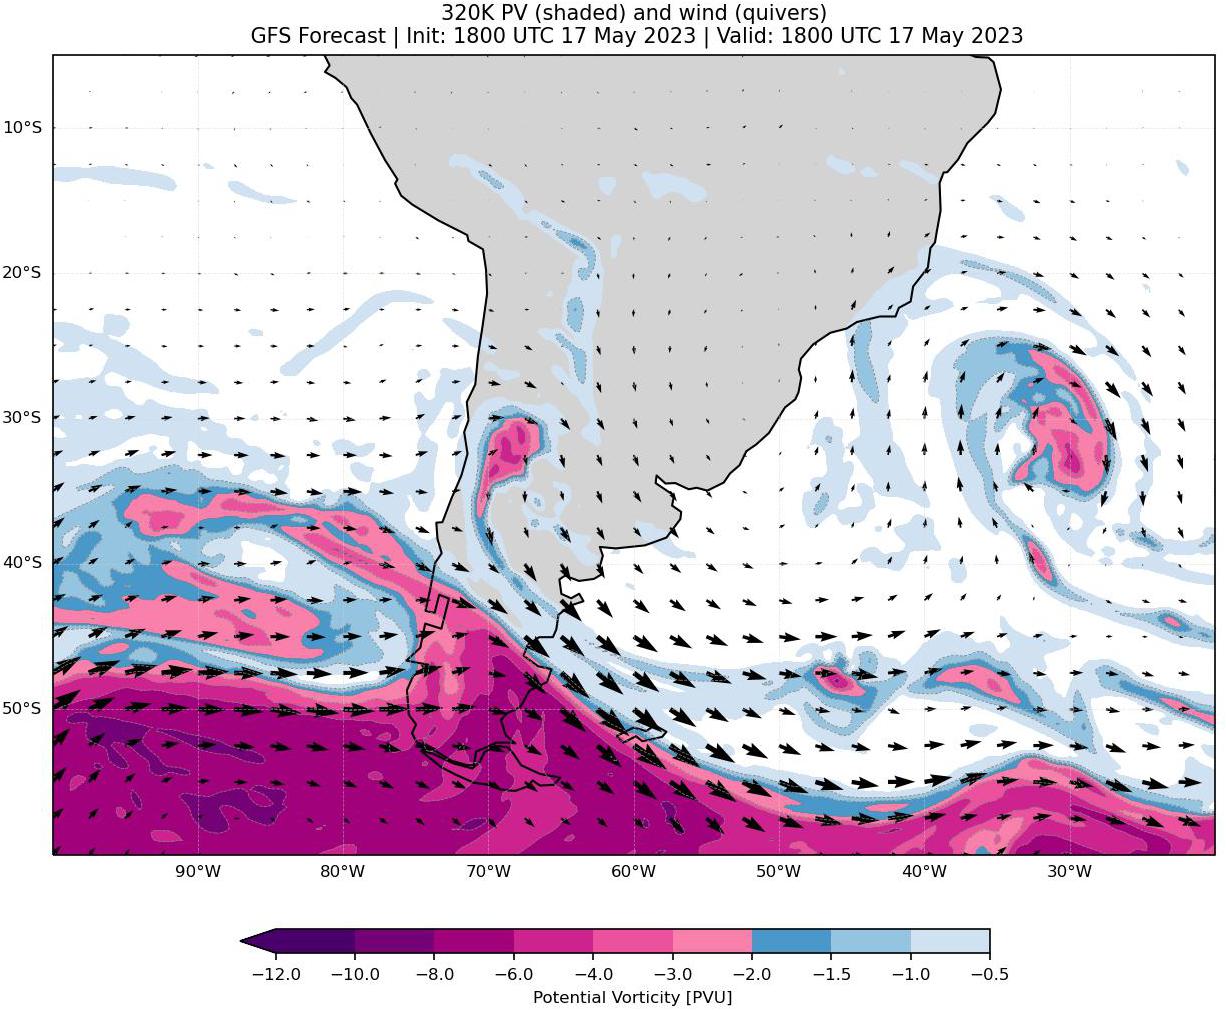 320K PV (shaded) and wind (quivers)
GFS Forecast | Init: 1800 UTC 17 May 2023 | Valid: 1800 UTC 17 May 2023
10°S
20°S
30°S
40°S
50°S
90°W 80°W 70°W 60°W 50°W 40°W 30°W
−12.0 −10.0 −8.0 −6.0 −4.0 −3.0 −2.0 −1.5 −1.0 −0.5
Potential Vorticity [PVU]